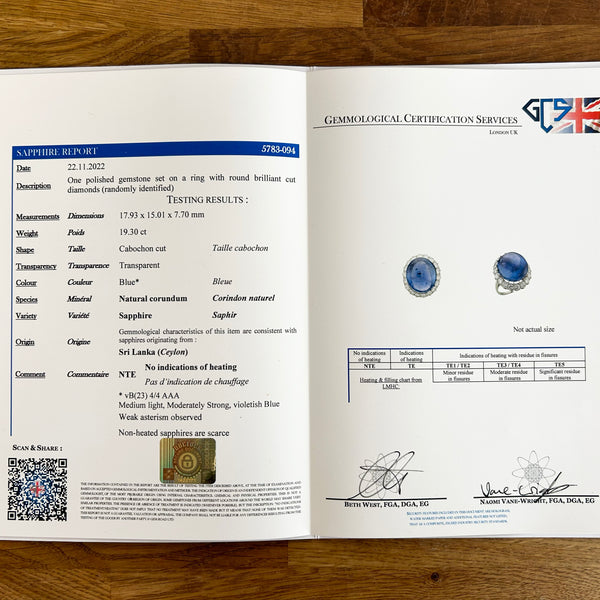 SAPPHIRE REPORT 5783-094
Date 22.11.2022
Description One polished gemstone set on a ring with round brilliant cut
diamonds (randomly identified)
TESTING RESULTS :
Measurements Dimensions 17.93 x 15.01 x 7.70 mm
Weight Poids 19.30 ct
Shape Taille Cabochon cut Taille cabochon
Transparency Transparence Transparent
Colour Couleur Blue* Bleue
Species Minéral Natural corundum Corindon naturel
Variety Variété Sapphire Saphir
Gemmological characteristics of this item are consistent with
Origin Origine sapphires originating from :
Sri Lanka (Ceylon)
No indications of heating
Comment Comentaire NTE
Pas d'indication de chauffage
* vB(23) 4/4 AAA
Medium light, Moderately Strong, violetish Blue
Weak asterism observed
Non-heated sapphires are scarce
SCAN & SHARE :
GEMMOLOGICAL CERTIFICATION SERVICES
LONDON UK
GCS
Not actual size
No indications of heating
Indications of heating
Indications of heating with residue in fissures
NTE TE TE1 / TE2 TE3 / TE4 TE5
Heating & filling chart from
LMHC
Minor residue
in fissures
Moderate residue
in fissures
Significant residue
in fissures
BETH WEST, FGA, DGA, EG
NAOMI VANE-WRIGHT, FGA, DGA, EG